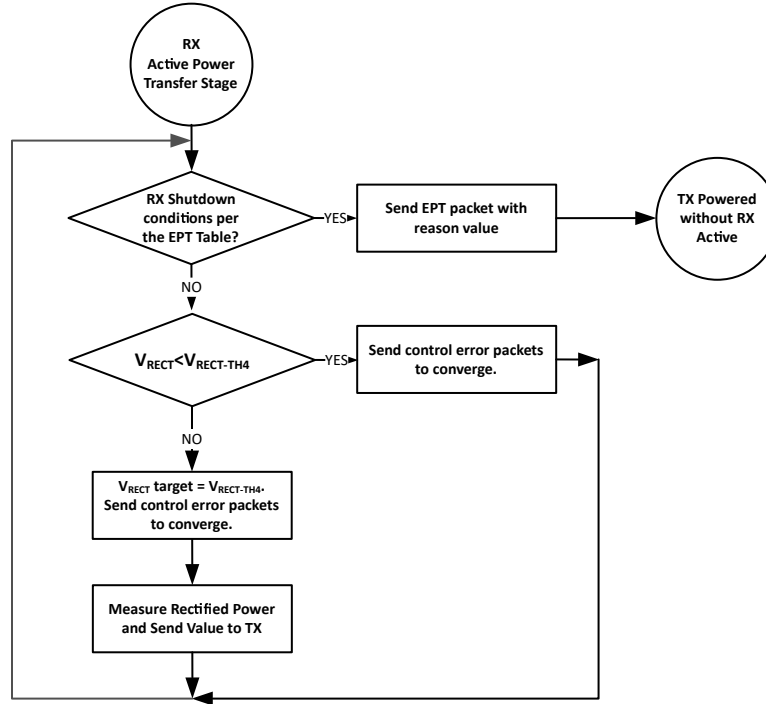 RX
Active Power
Transfer Stage
RX Shutdown
conditions per
the EPT Table?
YES
Send EPT packet with
reason value
TX Powered
without RX
Active
NO
VRECT<VRECT-TH4
YES
Send control error packets
to converge.
NO
VRECT target = VRECT-TH4.
Send control error packets
to converge.
Measure Rectified Power
and Send Value to TX